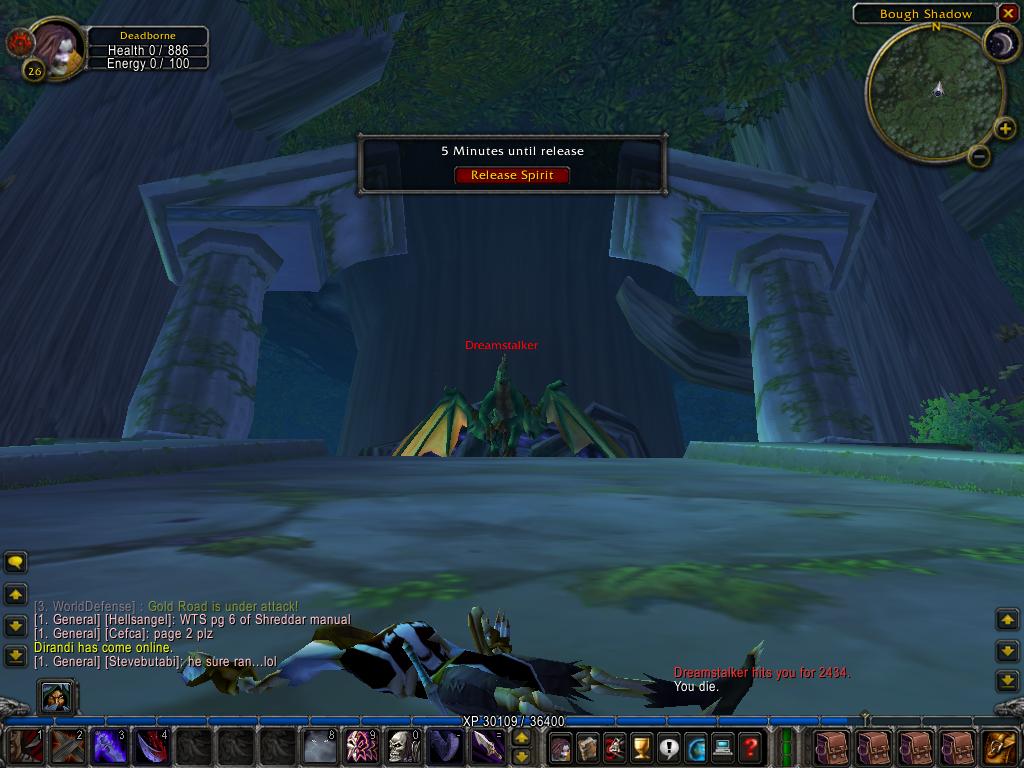 Deadborne
Health 0 / 886
Energy 0 / 100
26
Bough Shadow
N
5 Minutes until release
Release Spirit
Dreamstalker
[3. WorldDefense] : Gold Road is under attack!
[1. General] [Hellsangel]: WTS pg 6 of Shreddar manual
[1. General] [Cefca]: page 2 plz
Dirandi has come online.
[1. General] [Stevebutabi]: he sure ran...lol
Dreamstalker hits you for 2434.
You die.
XP 30109 / 36400
1 2 3 4 8 9 0 - =